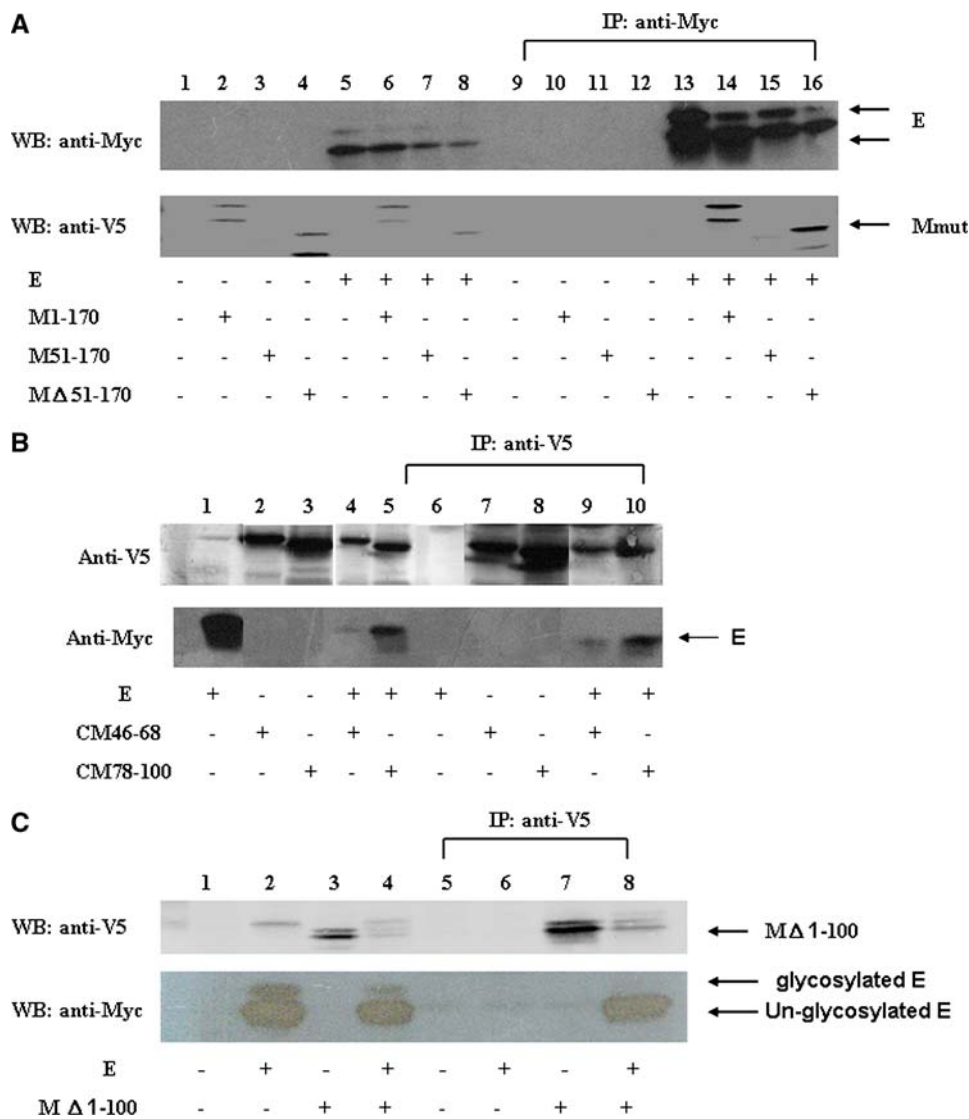 A
IP: anti-Myc
1 2 3 4 5 6 7 8 9 10 11 12 13 14 15 16
WB: anti-Myc
E
WB: anti-V5
Mmut
E - - - - + + + + - - - - + + + +
M1-170 - + - - - + - - - + - - - + - -
M51-170 - - + - - - + - - - + - - - + -
MΔ51-170 - - - + - - - + - - - + - - - +
B
IP: anti-V5
1 2 3 4 5 6 7 8 9 10
Anti-V5
Anti-Myc
E
E + - - + + + - - + +
CM46-68 - + - + - - + - + -
CM78-100 - - + - + - - + - +
C
IP: anti-V5
1 2 3 4 5 6 7 8
WB: anti-V5
MΔ1-100
glycosylated E
WB: anti-Myc
Un-glycosylated E
E - + - + - + - +
MΔ1-100 - - + + - - + +